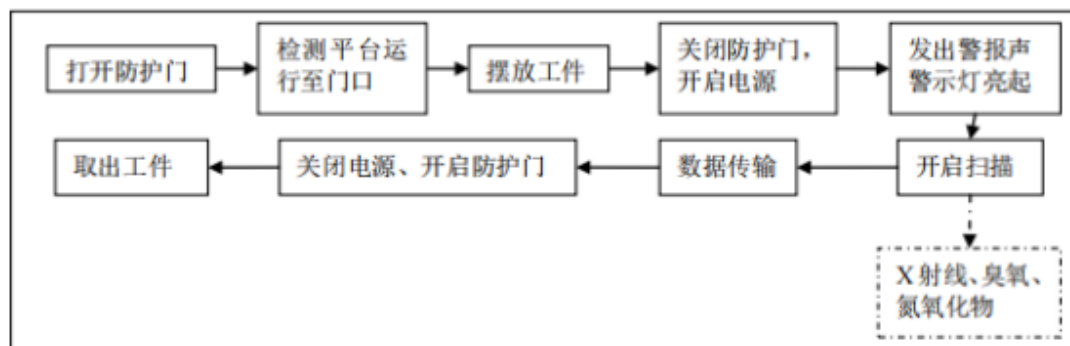 打开防护门
检测平台运
行至门口
摆放工件
关闭防护门，
开启电源
发出警报声
警示灯亮起
取出工件
关闭电源、开启防护门
数据传输
开启扫描
X射线、臭氧、
氮氧化物